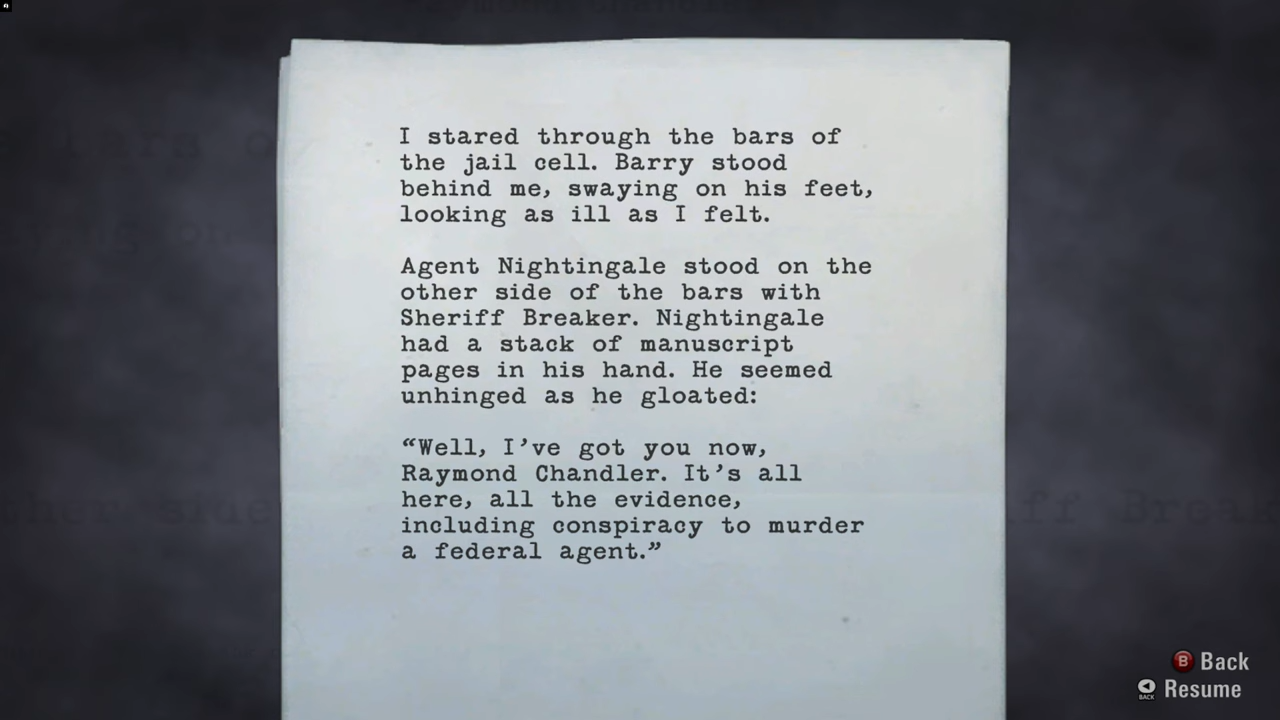 I stared through the bars of
the jail cell. Barry stood
behind me, swaying on his feet,
looking as ill as I felt.
Agent Nightingale stood on the
other side of the bars with
Sheriff Breaker. Nightingale
had a stack of manuscript
pages in his hand. He seemed
unhinged as he gloated:
“Well, I’ve got you now,
Raymond Chandler. It’s all
here, all the evidence,
including conspiracy to murder
a federal agent.”
B Back
BACK Resume